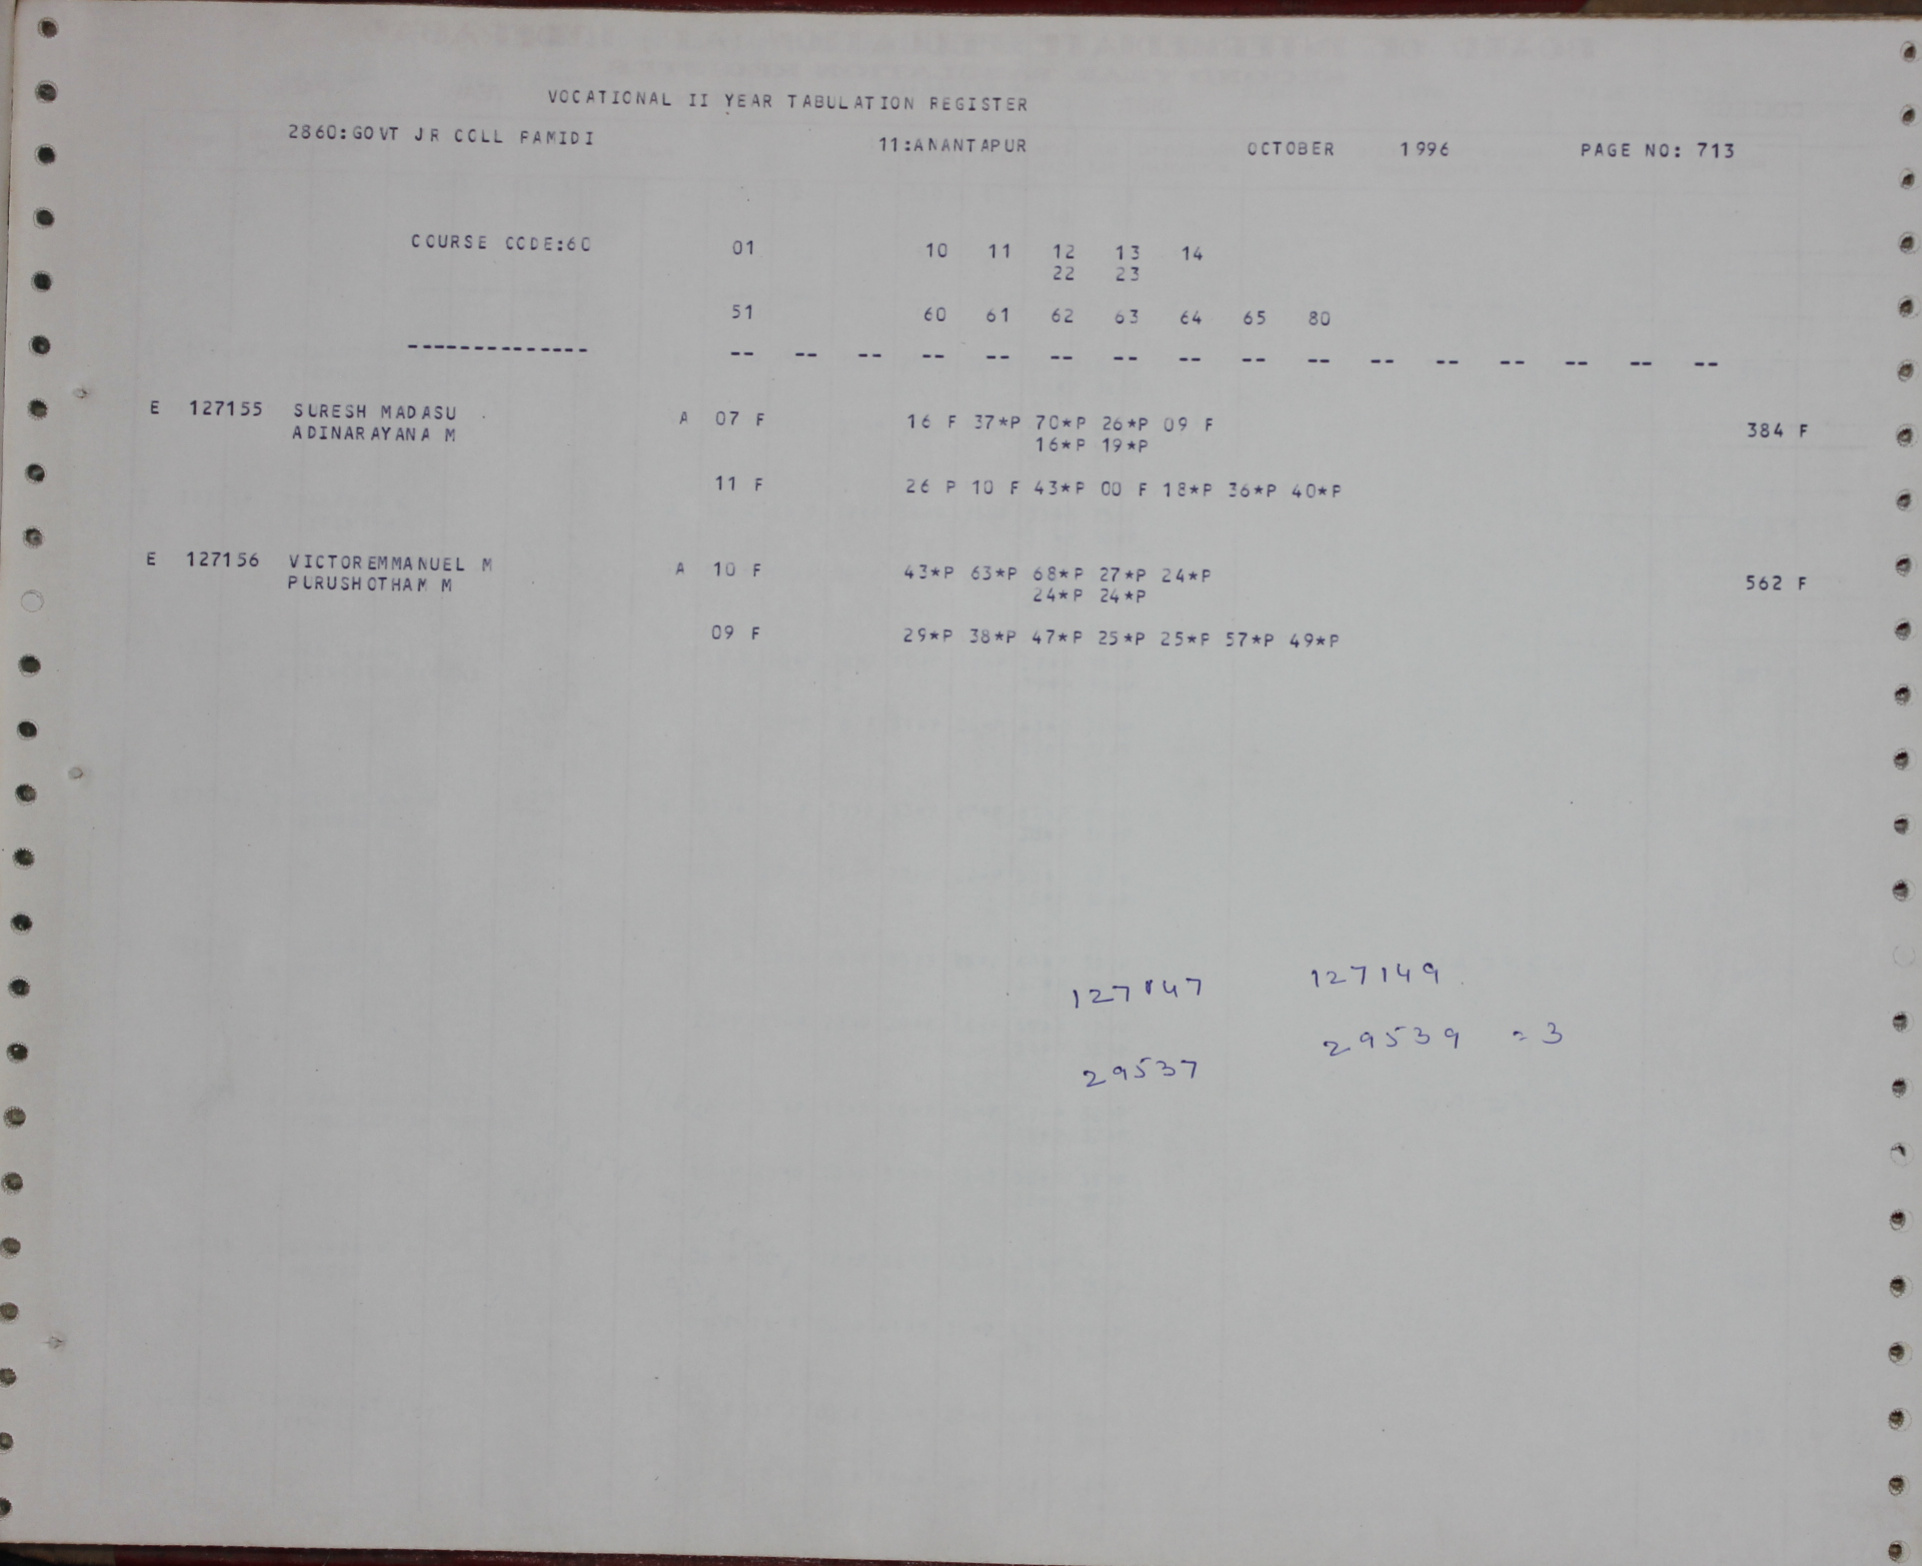 VOCATIONAL II YEAR TABULATION REGISTER
2860:GOVT JR COLL PAMIDI 11:ANANTAPUR OCTOBER 1996 PAGE NO: 713
COURSE CODE:60 01 10 11 12 13 14
22 23
51 60 61 62 63 64 65 80
-------------- -- -- -- -- -- -- -- -- -- -- -- -- -- -- -- --
E 127155 SURESH MADASU A 07 F 16 F 37*P 70*P 26*P 09 F
ADINARAYANA M 16*P 19*P 384 F
11 F 26 P 10 F 43*P 00 F 18*P 36*P 40*P
E 127156 VICTOREMMANUEL M A 10 F 43*P 63*P 68*P 27*P 24*P
PURUSHOTHAM M 24*P 24*P 562 F
09 F 29*P 38*P 47*P 25*P 25*P 57*P 49*P
127147 127149
29537 29539 = 3